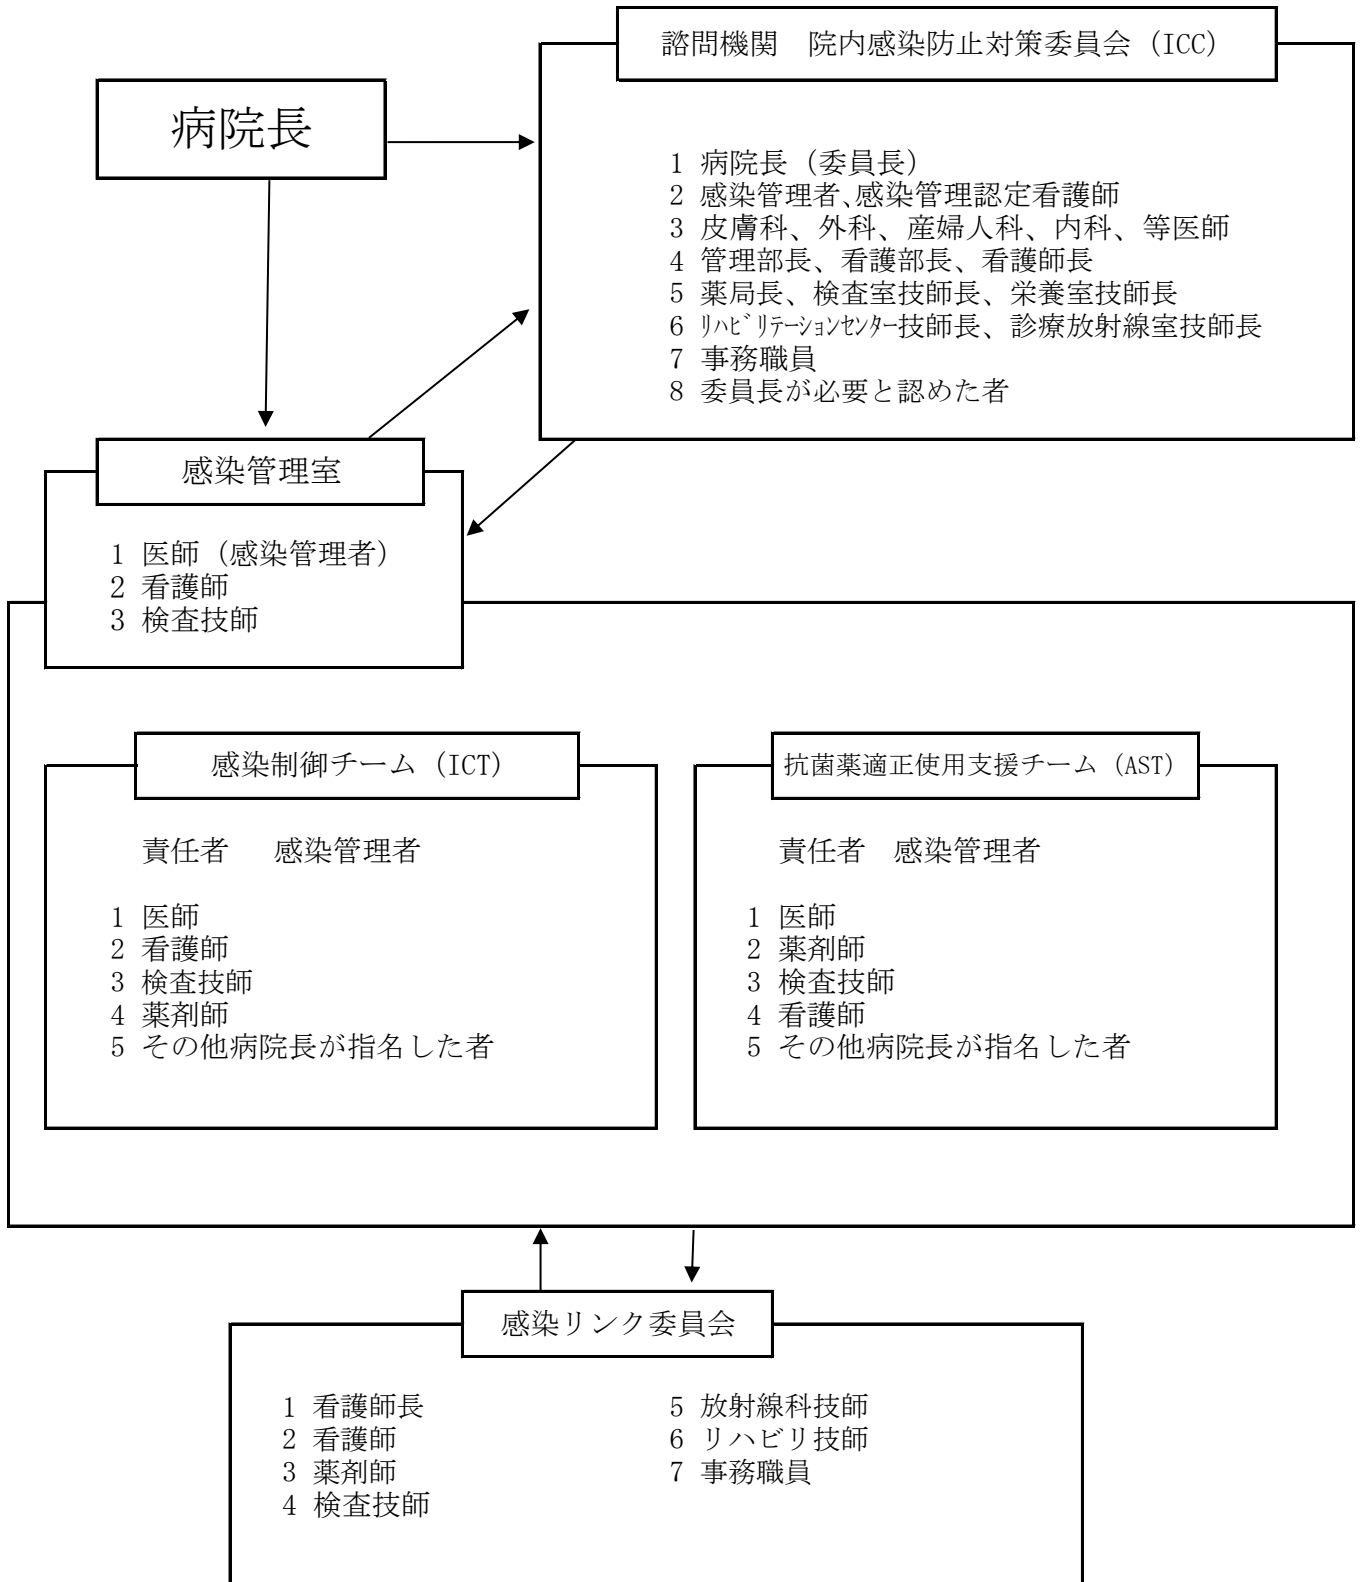 諮問機関　院内感染防止対策委員会（ICC）
病院長
1 病院長（委員長）
2 感染管理者、感染管理認定看護師
3 皮膚科、外科、産婦人科、内科、等医師
4 管理部長、看護部長、看護師長
5 薬局長、検査室技師長、栄養室技師長
6 ﾘﾊﾋﾞﾘﾃｰｼｮﾝｾﾝﾀｰ技師長、診療放射線室技師長
7 事務職員
8 委員長が必要と認めた者
感染管理室
1 医師（感染管理者）
2 看護師
3 検査技師
感染制御チーム（ICT）
責任者　感染管理者
1 医師
2 看護師
3 検査技師
4 薬剤師
5 その他病院長が指名した者
抗菌薬適正使用支援チーム（AST）
責任者　感染管理者
1 医師
2 薬剤師
3 検査技師
4 看護師
5 その他病院長が指名した者
感染リンク委員会
1 看護師長
2 看護師
3 薬剤師
4 検査技師
5 放射線科技師
6 リハビリ技師
7 事務職員